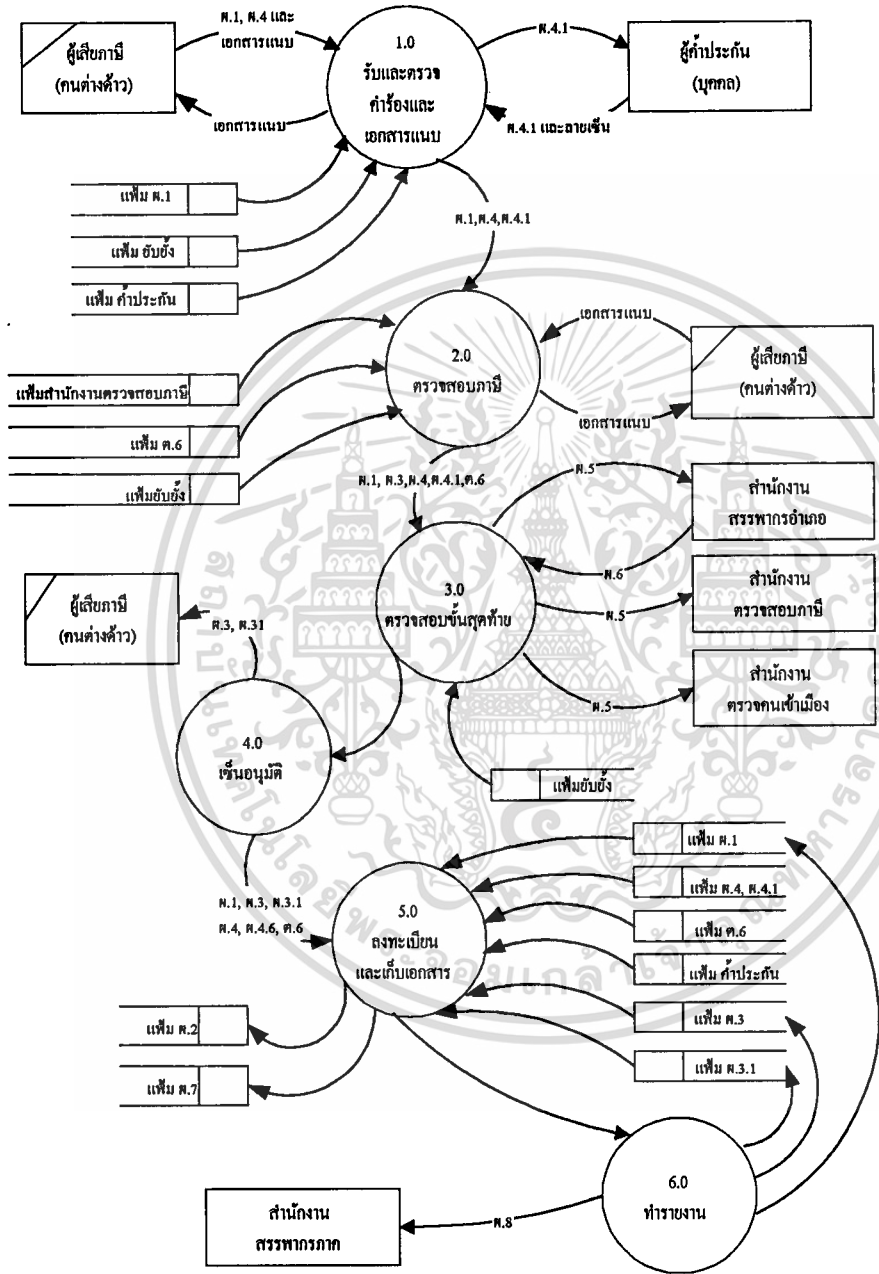 ผู้เสียภาษี
(คนต่างด้าว)
ผ.1, ผ.4 และ
เอกสารแนบ
เอกสารแนบ
1.0
รับและตรวจ
คำร้องและ
เอกสารแนบ
ผ.4.1
ผ.4.1 และลายเซ็น
ผู้ค้ำประกัน
(บุคคล)
แฟ้ม ผ.1
แฟ้ม ยับยั้ง
แฟ้ม ค้ำประกัน
ผ.1,ผ.4,ผ.4.1
2.0
ตรวจสอบภาษี
เอกสารแนบ
เอกสารแนบ
ผู้เสียภาษี
(คนต่างด้าว)
แฟ้มสำนักงานตรวจสอบภาษี
แฟ้ม ต.6
แฟ้มยับยั้ง
ผ.1, ผ.3,ผ.4,ผ.4.1,ต.6
ผ.5
สำนักงาน
สรรพากรอำเภอ
ผ.6
3.0
ตรวจสอบขั้นสุดท้าย
ผ.5
สำนักงาน
ตรวจสอบภาษี
ผ.5
สำนักงาน
ตรวจคนเข้าเมือง
ผู้เสียภาษี
(คนต่างด้าว)
ผ.3, ผ.31
4.0
เซ็นอนุมัติ
แฟ้มยับยั้ง
ผ.1, ผ.3, ผ.3.1
ผ.4, ผ.4.6, ต.6
5.0
ลงทะเบียน
และเก็บเอกสาร
แฟ้ม ผ.1
แฟ้ม ผ.4, ผ.4.1
แฟ้ม ต.6
แฟ้ม ค้ำประกัน
แฟ้ม ผ.3
แฟ้ม ผ.3.1
แฟ้ม ผ.2
แฟ้ม ผ.7
6.0
ทำรายงาน
ผ.8
สำนักงาน
สรรพากรภาค